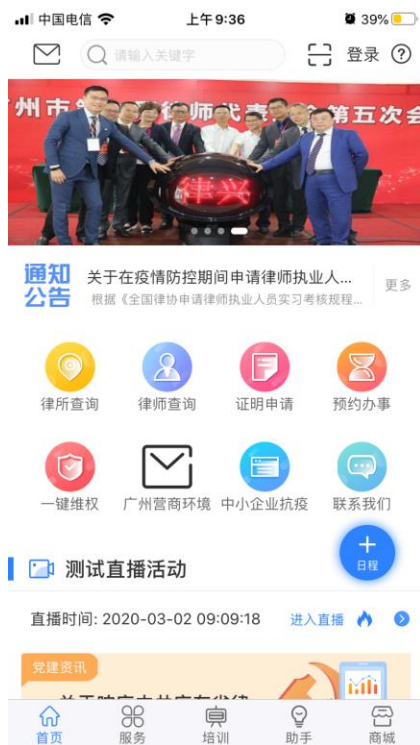 中国电信 上午9:36 39%
请输入关键字 登录
州市 律师代表 会第五次会
律兴
通知公告
关于在疫情防控期间申请律师执业人...
根据《全国律协申请律师执业人员实习考核规程...
更多
律所查询 律师查询 证明申请 预约办事
一键维权 广州营商环境 中小企业抗疫 联系我们
日程
测试直播活动
直播时间: 2020-03-02 09:09:18 进入直播
党建资讯
首页 服务 培训 助手 商城